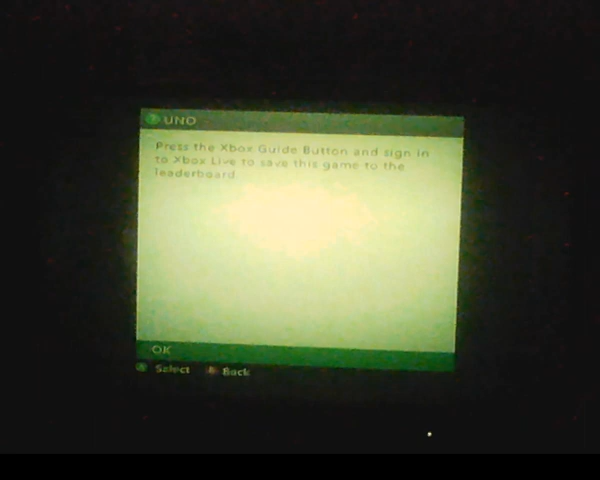 UNO
Press the Xbox Guide Button and sign in
to Xbox Live to save this game to the
leaderboard.
OK
A Select B Back